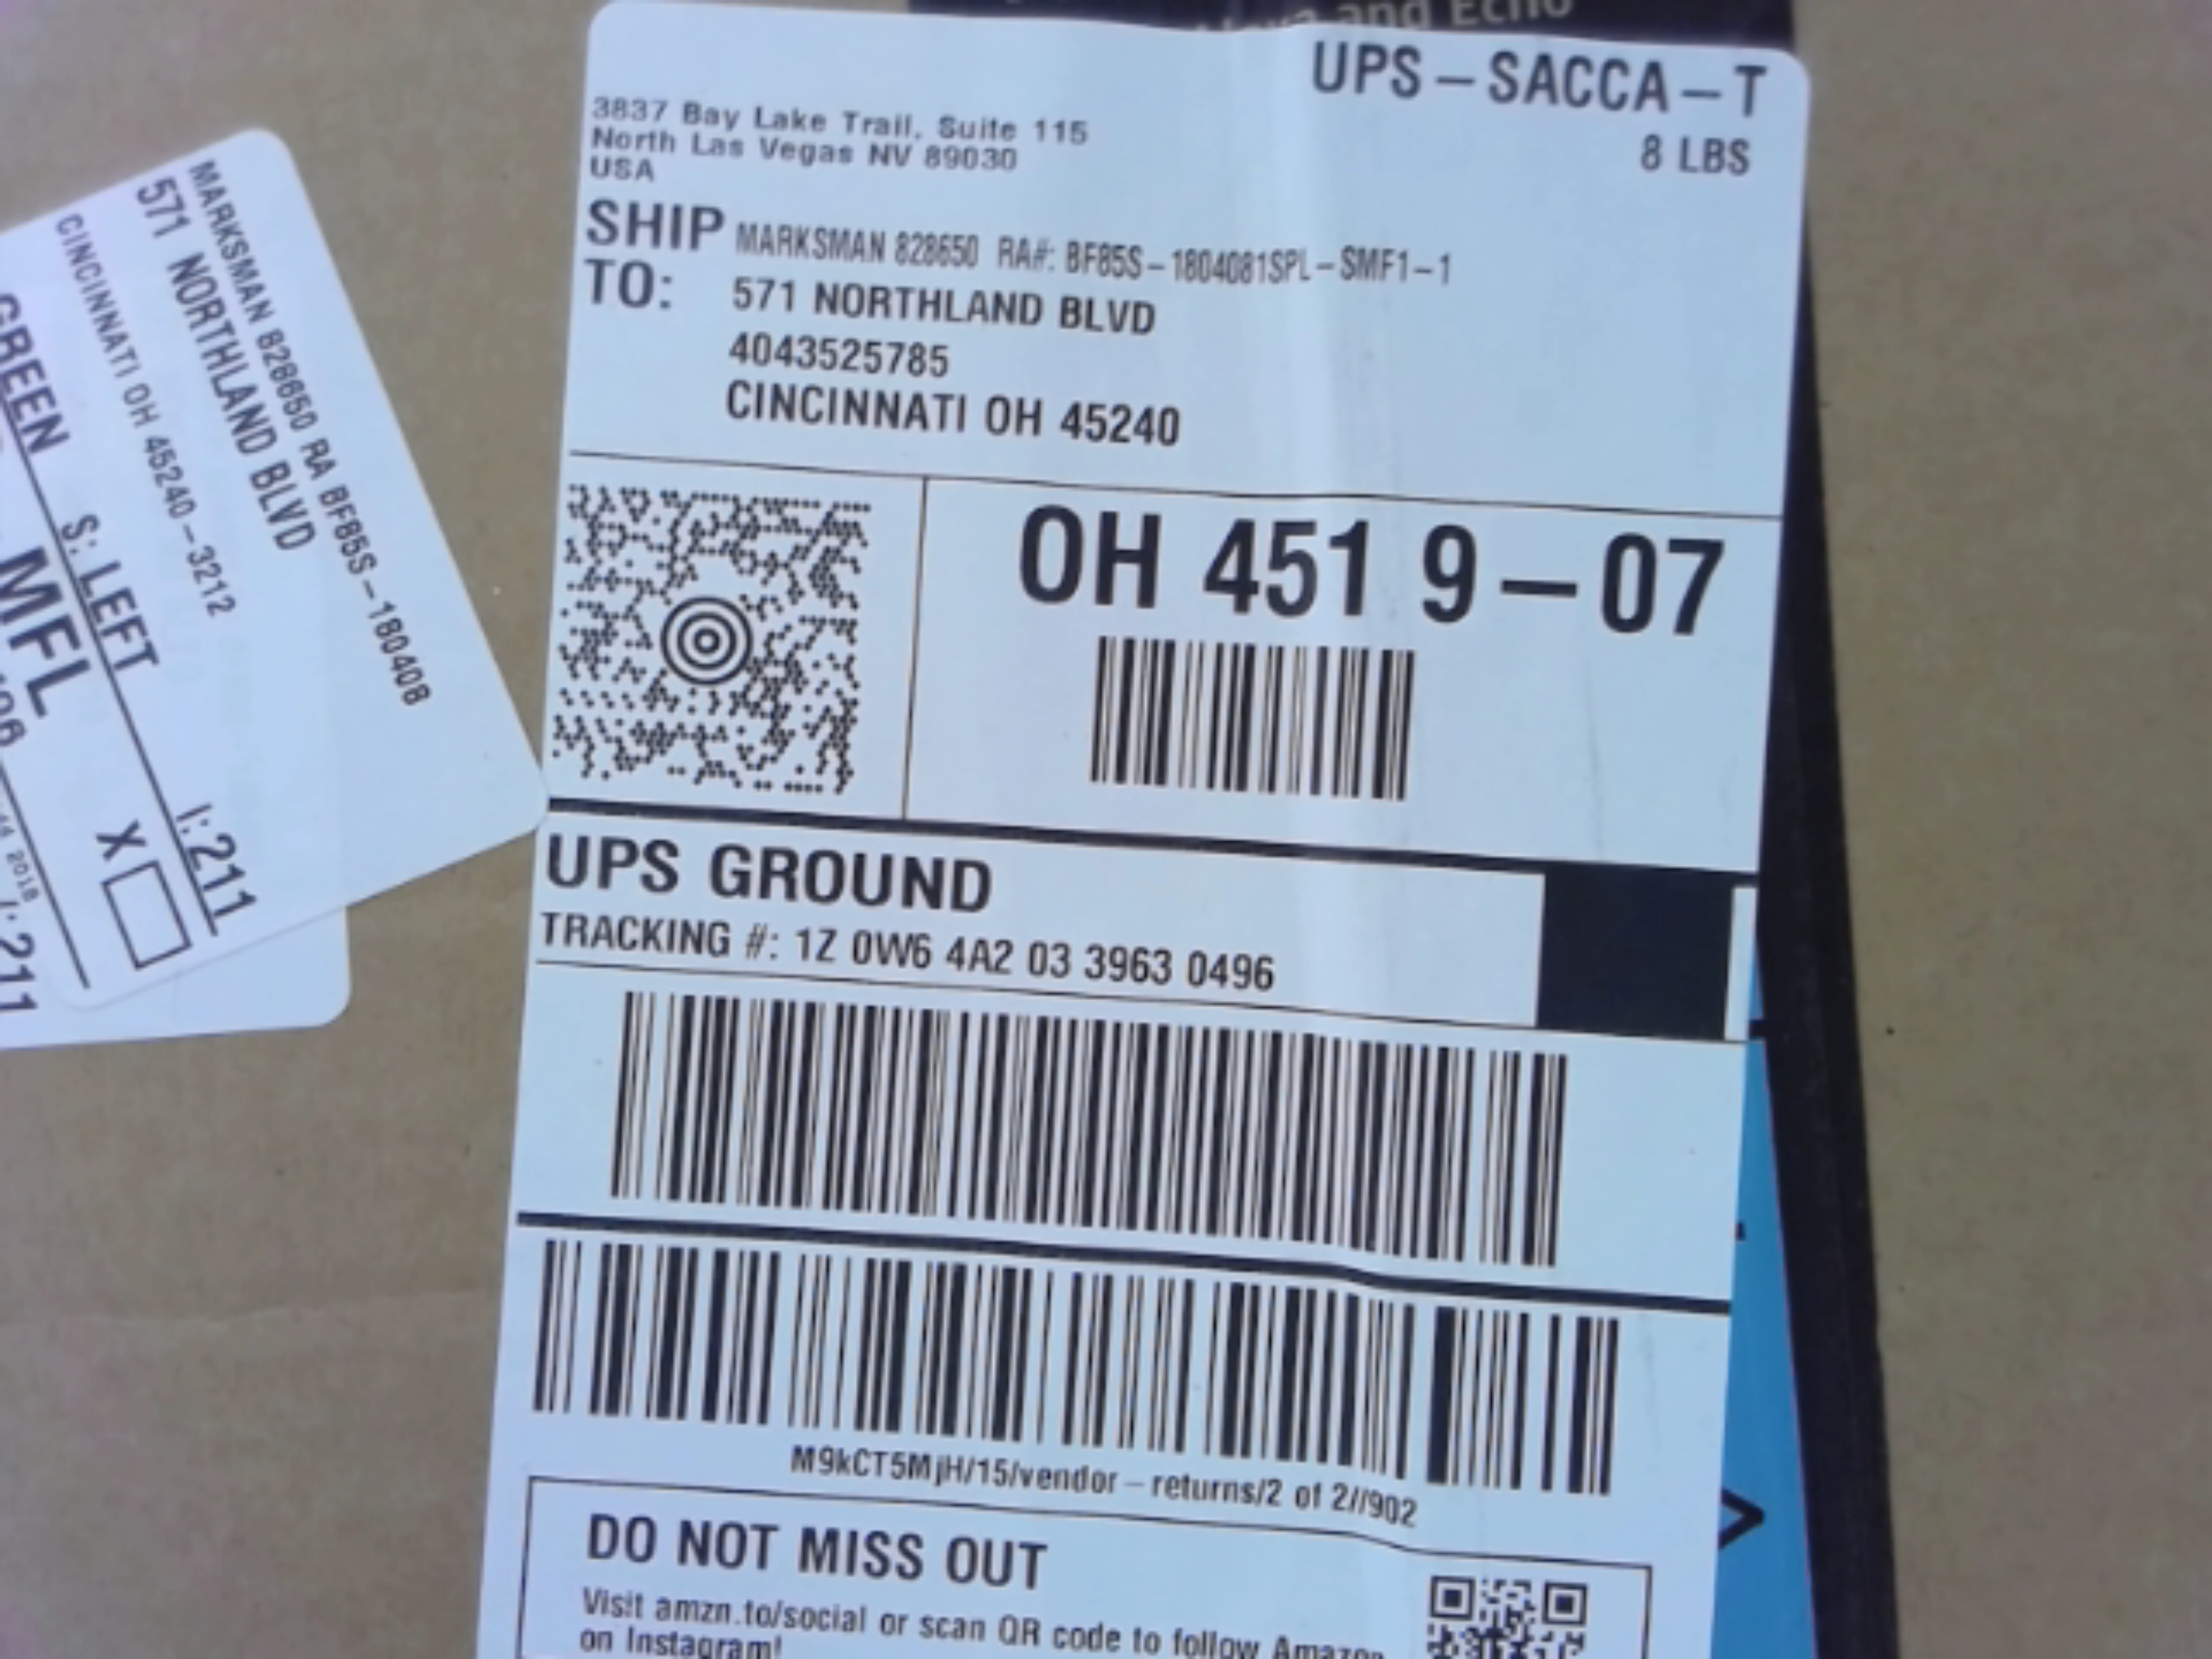 and Echo
UPS – SACCA – T
8 LBS
3837 Bay Lake Trail, Suite 115
North Las Vegas NV 89030
USA
SHIP TO:
MARKSMAN 828650 RA#: BF85S – 1804081SPL – SMF1 – 1
571 NORTHLAND BLVD
4043525785
CINCINNATI OH 45240
OH 451 9 – 07
UPS GROUND
TRACKING #: 1Z 0W6 4A2 03 3963 0496
M9kCT5MjH/15/vendor – returns/2 of 2//902
DO NOT MISS OUT
Visit amzn.to/social or scan QR code to follow Amazon
on Instagram!
MARKSMAN 828650 RA BF85S – 180408
571 NORTHLAND BLVD
CINCINNATI OH 45240 – 3212
S: LEFT I: 211
GREEN
MFL X
2018
I: 211